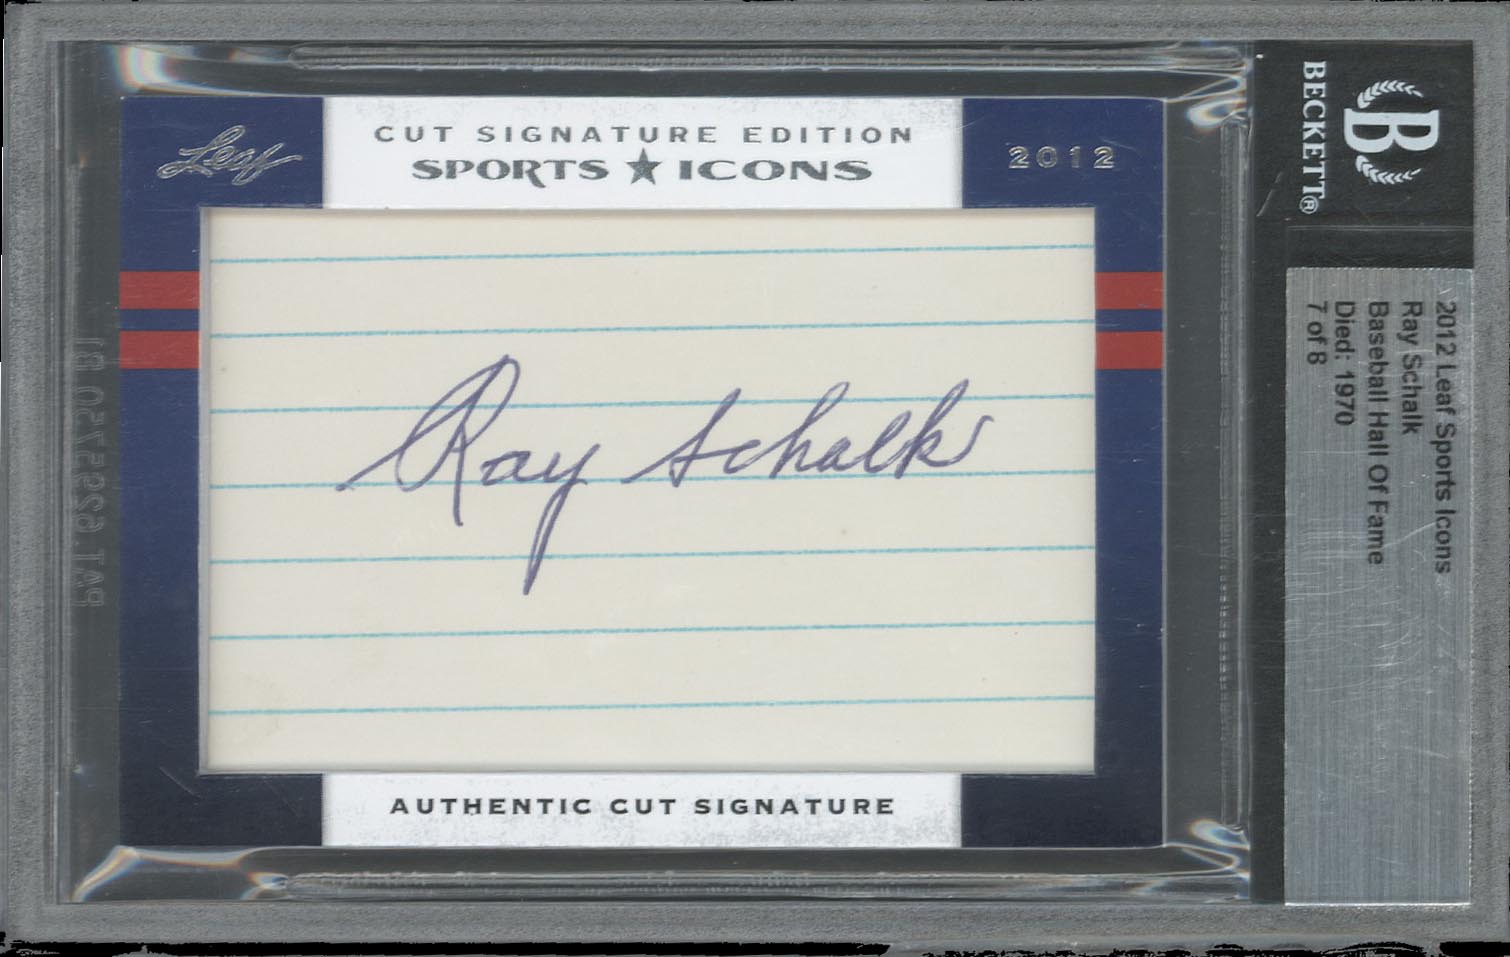 Leaf
CUT SIGNATURE EDITION
SPORTS ★ ICONS
2012
Ray Schalk
AUTHENTIC CUT SIGNATURE
B
BECKETT®
2012 Leaf Sports Icons
Ray Schalk
Baseball Hall Of Fame
Died: 1970
7 of 8